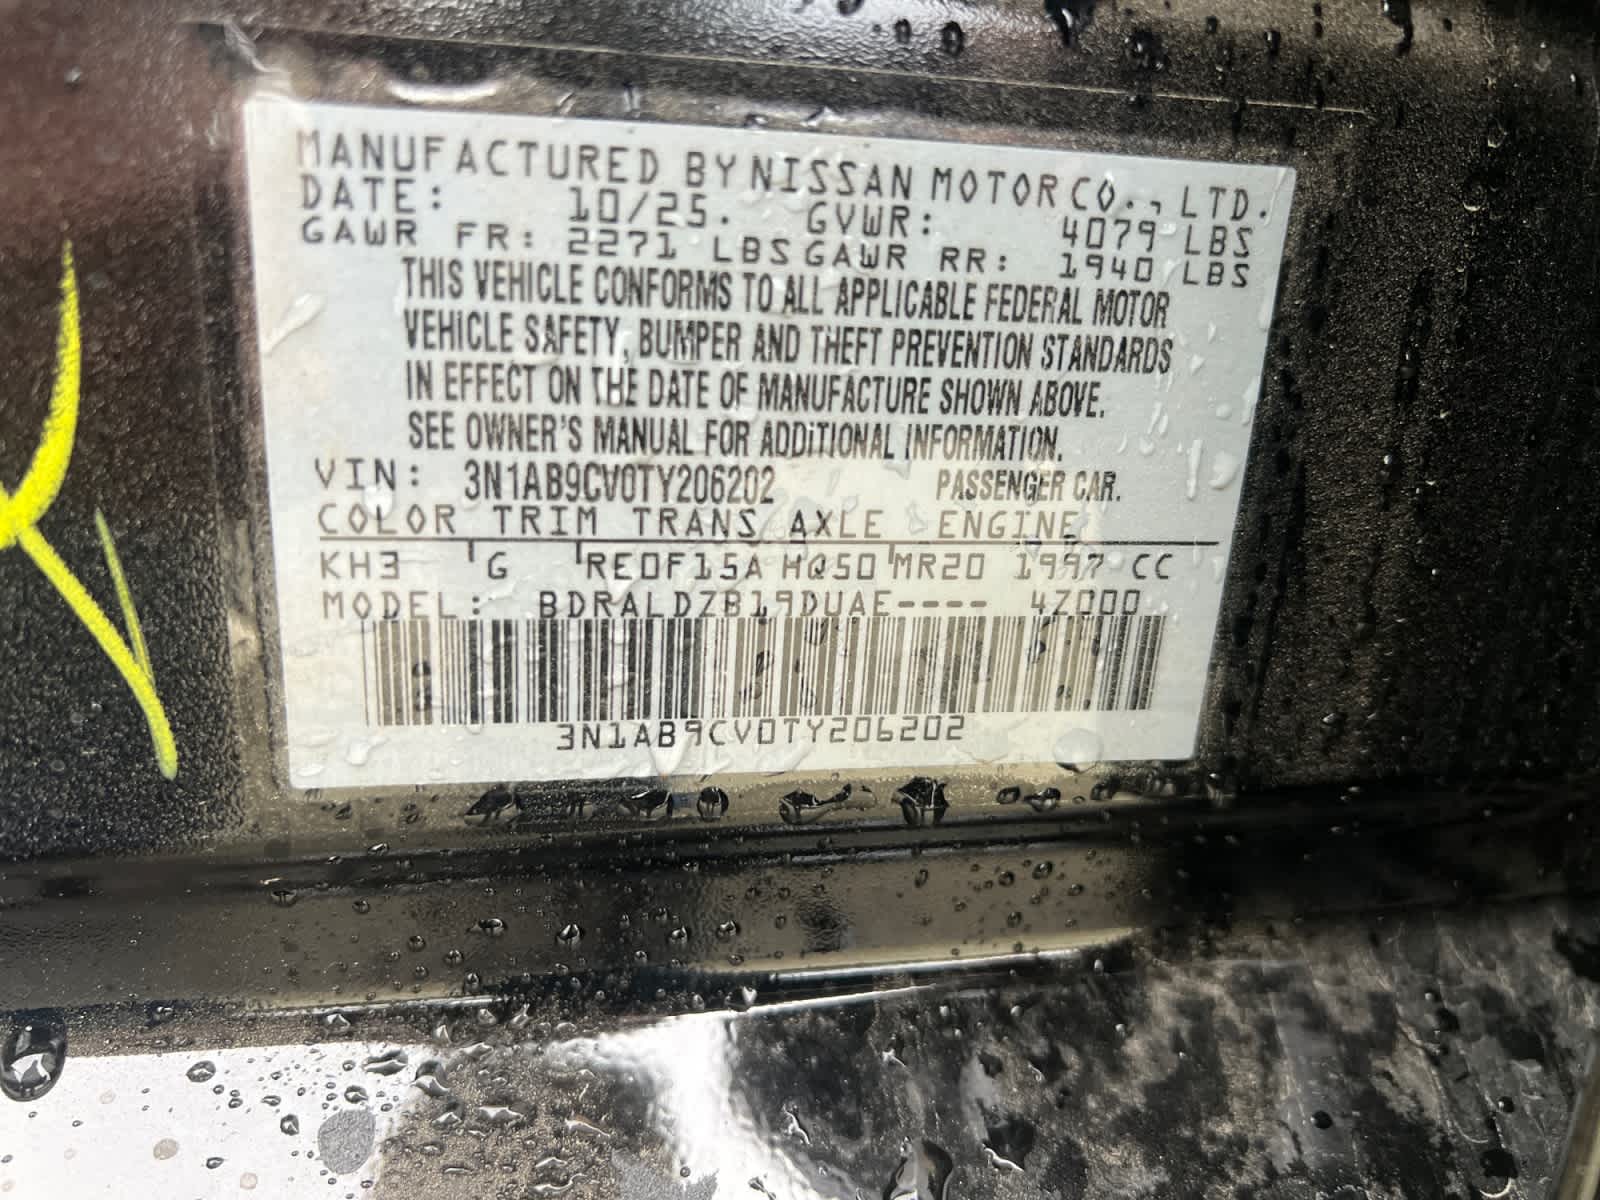 MANUFACTURED BY NISSAN MOTOR CO., LTD.
DATE: 10/25. GVWR: 4079 LBS
GAWR FR: 2271 LBS GAWR RR: 1940 LBS
THIS VEHICLE CONFORMS TO ALL APPLICABLE FEDERAL MOTOR
VEHICLE SAFETY, BUMPER AND THEFT PREVENTION STANDARDS
IN EFFECT ON THE DATE OF MANUFACTURE SHOWN ABOVE.
SEE OWNER'S MANUAL FOR ADDITIONAL INFORMATION.
VIN: 3N1AB9CV0TY206202 PASSENGER CAR.
COLOR TRIM TRANS AXLE ENGINE
KH3 G RE0F15A HQ50 MR20 1997 CC
MODEL: BDRALDZB19DUAE---- 4Z000
3N1AB9CV0TY206202